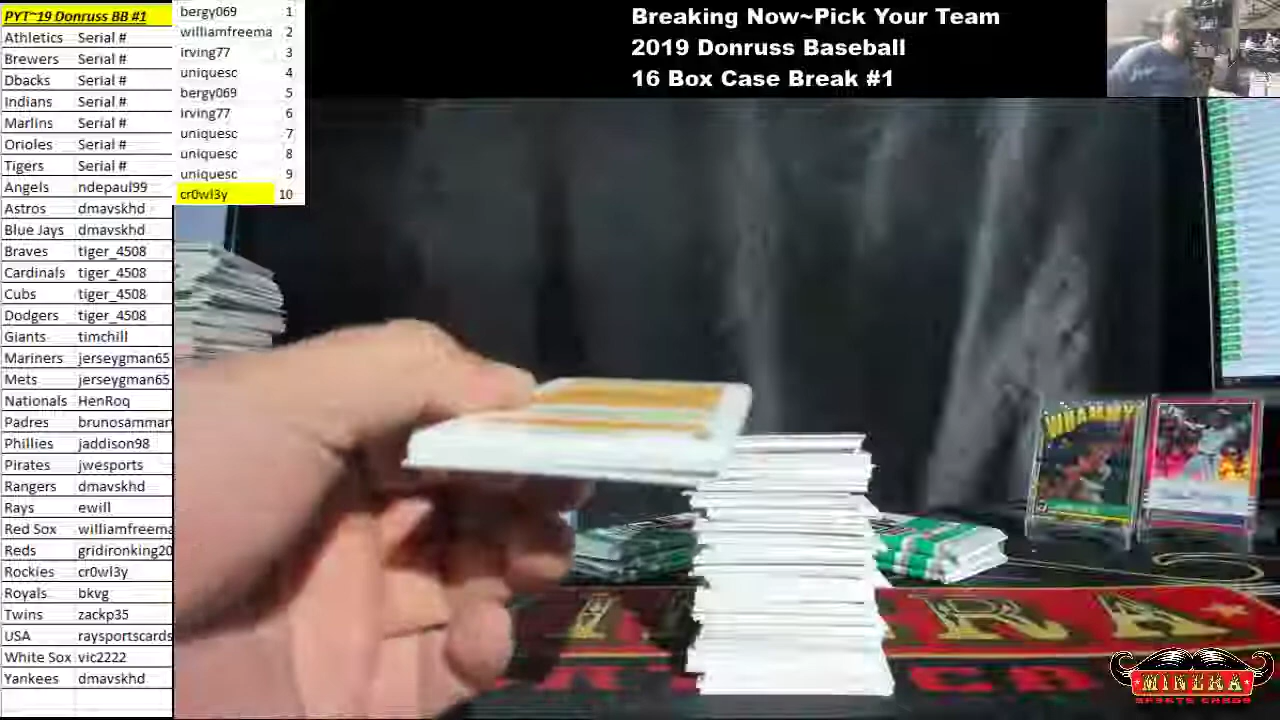 PYT~19 Donruss BB #1
Athletics Serial #
Brewers Serial #
Dbacks Serial #
Indians Serial #
Marlins Serial #
Orioles Serial #
Tigers Serial #
Angels ndepaul99
Astros dmavskhd
Blue Jays dmavskhd
Braves tiger_4508
Cardinals tiger_4508
Cubs tiger_4508
Dodgers tiger_4508
Giants timchill
Mariners jerseygman65
Mets jerseygman65
Nationals HenRoq
Padres brunosammar
Phillies jaddison98
Pirates jwesports
Rangers dmavskhd
Rays ewill
Red Sox williamfreema
Reds gridironking20
Rockies cr0wl3y
Royals bkvg
Twins zackp35
USA raysportscards
White Sox vic2222
Yankees dmavskhd
bergy069 1
williamfreema 2
irving77 3
uniquesc 4
bergy069 5
irving77 6
uniquesc 7
uniquesc 8
uniquesc 9
cr0wl3y 10
Breaking Now~Pick Your Team
2019 Donruss Baseball
16 Box Case Break #1
WHAMMY
RA
MINERA
SPORTS CARDS